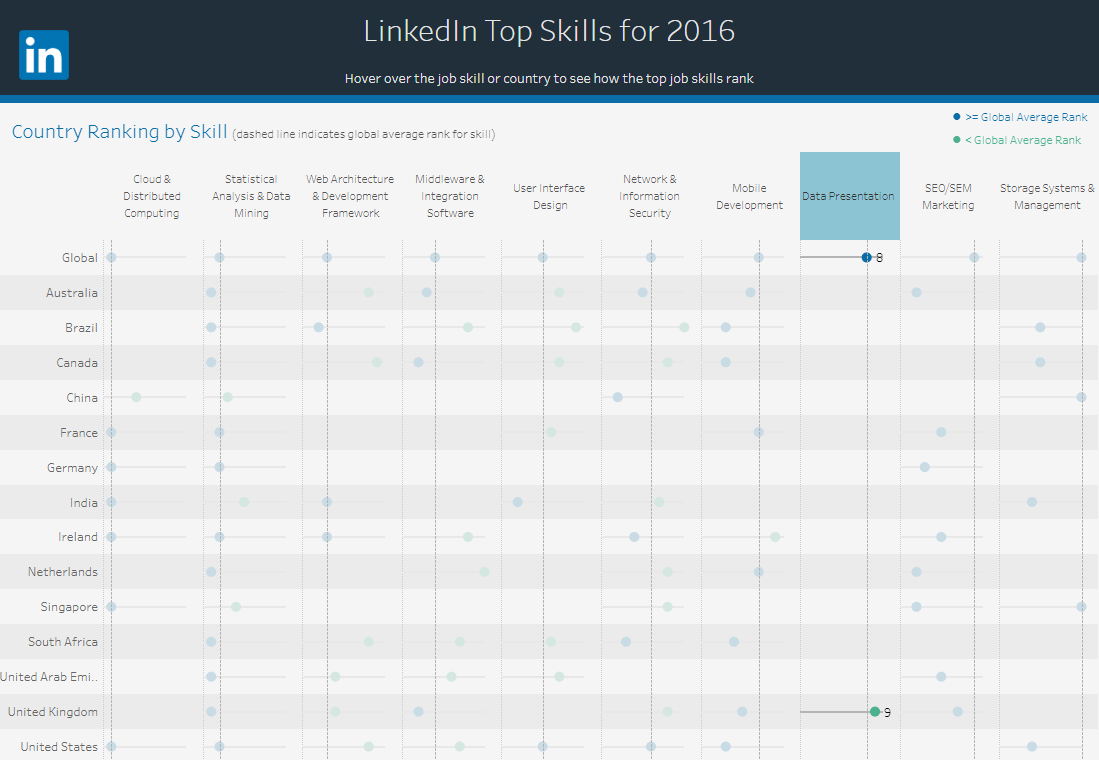 in
LinkedIn Top Skills for 2016
Hover over the job skill or country to see how the top job skills rank
Country Ranking by Skill (dashed line indicates global average rank for skill)
>= Global Average Rank
< Global Average Rank
Cloud &
Distributed
Computing
Statistical
Analysis & Data
Mining
Web Architecture
& Development
Framework
Middleware &
Integration
Software
User Interface
Design
Network &
Information
Security
Mobile
Development
Data Presentation
SEO/SEM
Marketing
Storage Systems &
Management
Global
8
Australia
Brazil
Canada
China
France
Germany
India
Ireland
Netherlands
Singapore
South Africa
United Arab Emi..
United Kingdom
9
United States